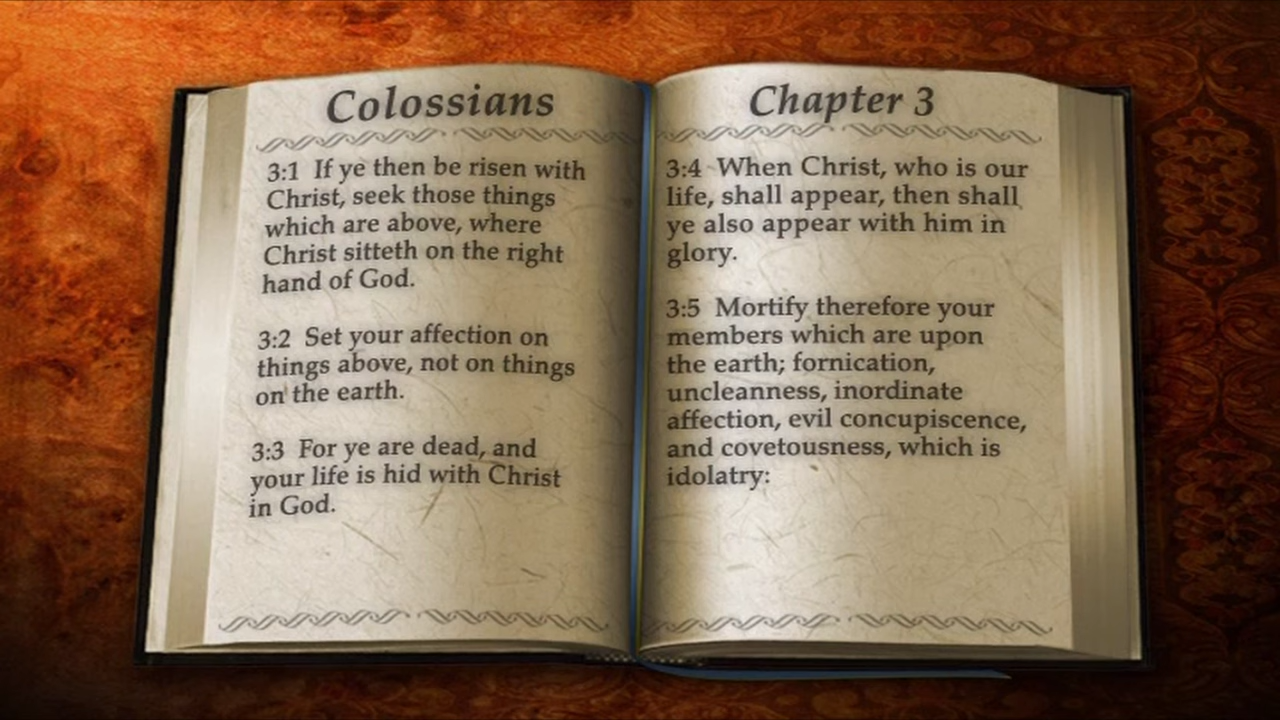 Colossians
3:1 If ye then be risen with
Christ, seek those things
which are above, where
Christ sitteth on the right
hand of God.
3:2 Set your affection on
things above, not on things
on the earth.
3:3 For ye are dead, and
your life is hid with Christ
in God.
Chapter 3
3:4 When Christ, who is our
life, shall appear, then shall
ye also appear with him in
glory.
3:5 Mortify therefore your
members which are upon
the earth; fornication,
uncleanness, inordinate
affection, evil concupiscence,
and covetousness, which is
idolatry: